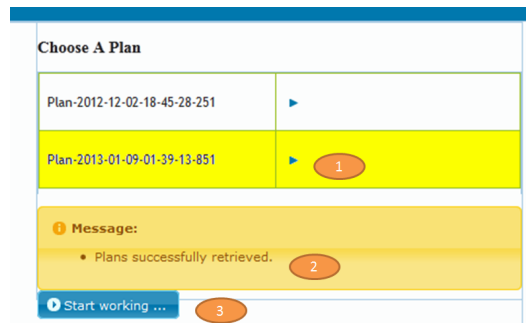 Choose A Plan
Plan-2012-12-02-18-45-28-251
Plan-2013-01-09-01-39-13-851
1
Message:
• Plans successfully retrieved.
2
Start working ...
3